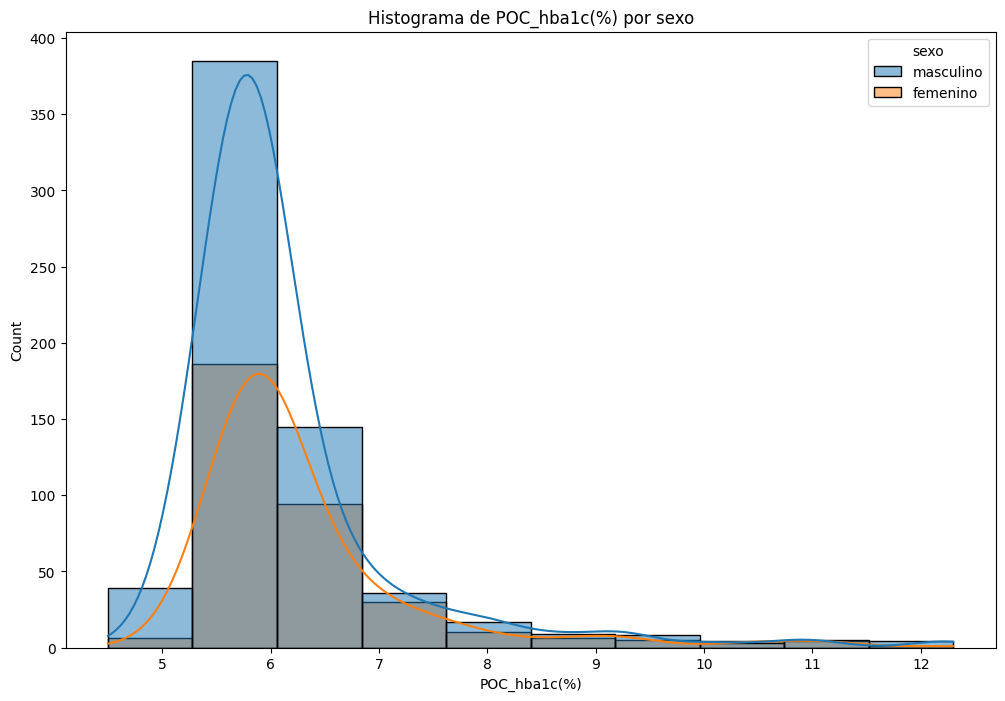 Histograma de POC_hba1c(%) por sexo
sexo
masculino
femenino
400
350
300
250
200
150
100
50
0
Count
5
6
7
8
9
10
11
12
POC_hba1c(%)